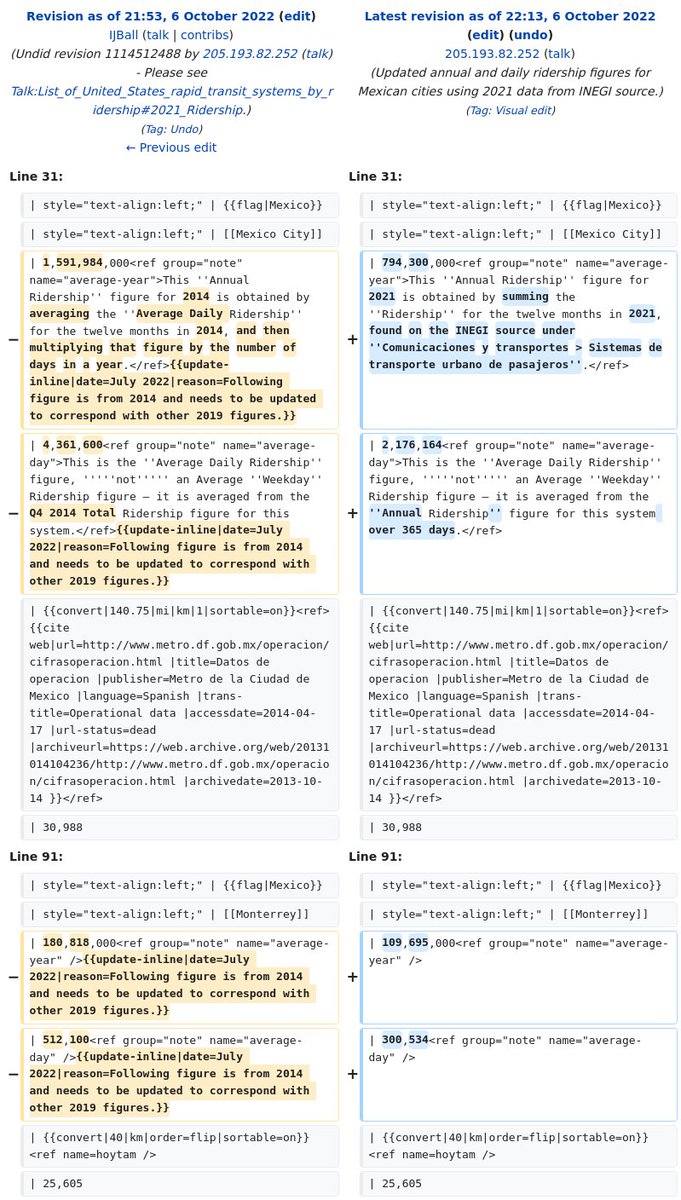 Revision as of 21:53, 6 October 2022 (edit)
IJBall (talk | contribs)
(Undid revision 1114512488 by 205.193.82.252 (talk)
- Please see
Talk:List_of_United_States_rapid_transit_systems_by_r
idership#2021_Ridership.)
(Tag: Undo)
← Previous edit
Latest revision as of 22:13, 6 October 2022
(edit) (undo)
205.193.82.252 (talk)
(Updated annual and daily ridership figures for
Mexican cities using 2021 data from INEGI source.)
(Tag: Visual edit)
Line 31:
Line 31:
| style="text-align:left;" | {{flag|Mexico}}
| style="text-align:left;" | {{flag|Mexico}}
| style="text-align:left;" | [[Mexico City]]
| style="text-align:left;" | [[Mexico City]]
−
| 1,591,984,000<ref group="note"
name="average-year">This ''Annual
Ridership'' figure for 2014 is obtained by
averaging the ''Average Daily Ridership''
for the twelve months in 2014, and then
multiplying that figure by the number of
days in a year.</ref>{{update-
inline|date=July 2022|reason=Following
figure is from 2014 and needs to be updated
to correspond with other 2019 figures.}}
+
| 794,300,000<ref group="note" name="average-
year">This ''Annual Ridership'' figure for
2021 is obtained by summing the
''Ridership'' for the twelve months in 2021,
found on the INEGI source under
''Comunicaciones y transportes > Sistemas de
transporte urbano de pasajeros''.</ref>
−
| 4,361,600<ref group="note" name="average-
day">This is the ''Average Daily Ridership''
figure, '''''not''''' an Average ''Weekday''
Ridership figure – it is averaged from the
Q4 2014 Total Ridership figure for this
system.</ref>{{update-inline|date=July
2022|reason=Following figure is from 2014
and needs to be updated to correspond with
other 2019 figures.}}
+
| 2,176,164<ref group="note" name="average-
day">This is the ''Average Daily Ridership''
figure, '''''not''''' an Average ''Weekday''
Ridership figure – it is averaged from the
''Annual Ridership'' figure for this system
over 365 days.</ref>
| {{convert|140.75|mi|km|1|sortable=on}}<ref>
{{cite
web|url=http://www.metro.df.gob.mx/operacion/
cifrasoperacion.html |title=Datos de
operacion |publisher=Metro de la Ciudad de
Mexico |language=Spanish |trans-
title=Operational data |accessdate=2014-04-
17 |url-status=dead
|archiveurl=https://web.archive.org/web/20131
014104236/http://www.metro.df.gob.mx/operacio
n/cifrasoperacion.html |archivedate=2013-10-
14 }}</ref>
| {{convert|140.75|mi|km|1|sortable=on}}<ref>
{{cite
web|url=http://www.metro.df.gob.mx/operacion/
cifrasoperacion.html |title=Datos de
operacion |publisher=Metro de la Ciudad de
Mexico |language=Spanish |trans-
title=Operational data |accessdate=2014-04-
17 |url-status=dead
|archiveurl=https://web.archive.org/web/20131
014104236/http://www.metro.df.gob.mx/operacio
n/cifrasoperacion.html |archivedate=2013-10-
14 }}</ref>
| 30,988
| 30,988
Line 91:
Line 91:
| style="text-align:left;" | {{flag|Mexico}}
| style="text-align:left;" | {{flag|Mexico}}
| style="text-align:left;" | [[Monterrey]]
| style="text-align:left;" | [[Monterrey]]
−
| 180,818,000<ref group="note" name="average-
year" />{{update-inline|date=July
2022|reason=Following figure is from 2014
and needs to be updated to correspond with
other 2019 figures.}}
+
| 109,695,000<ref group="note" name="average-
year" />
−
| 512,100<ref group="note" name="average-
day" />{{update-inline|date=July
2022|reason=Following figure is from 2014
and needs to be updated to correspond with
other 2019 figures.}}
+
| 300,534<ref group="note" name="average-
day" />
| {{convert|40|km|order=flip|sortable=on}}
<ref name=hoytam />
| {{convert|40|km|order=flip|sortable=on}}
<ref name=hoytam />
| 25,605
| 25,605